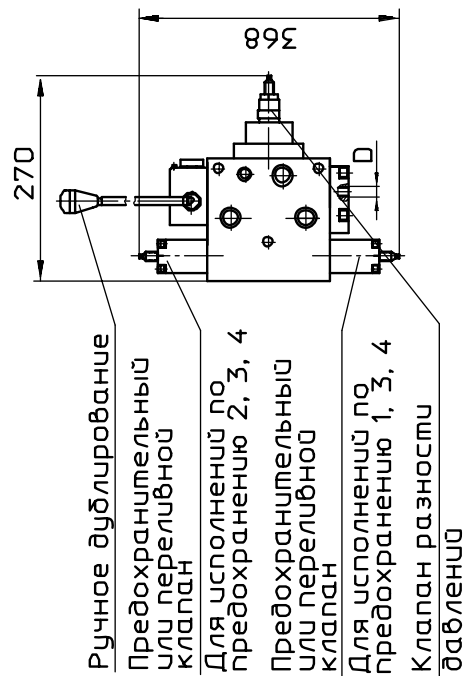 368
270
D
Ручное дублирование
Предохранительный
или переливной
клапан
Для исполнений по
предохранению 2, 3, 4
Предохранительный
или переливной
клапан
Для исполнений по
предохранению 1, 3, 4
Клапан разности
давлений